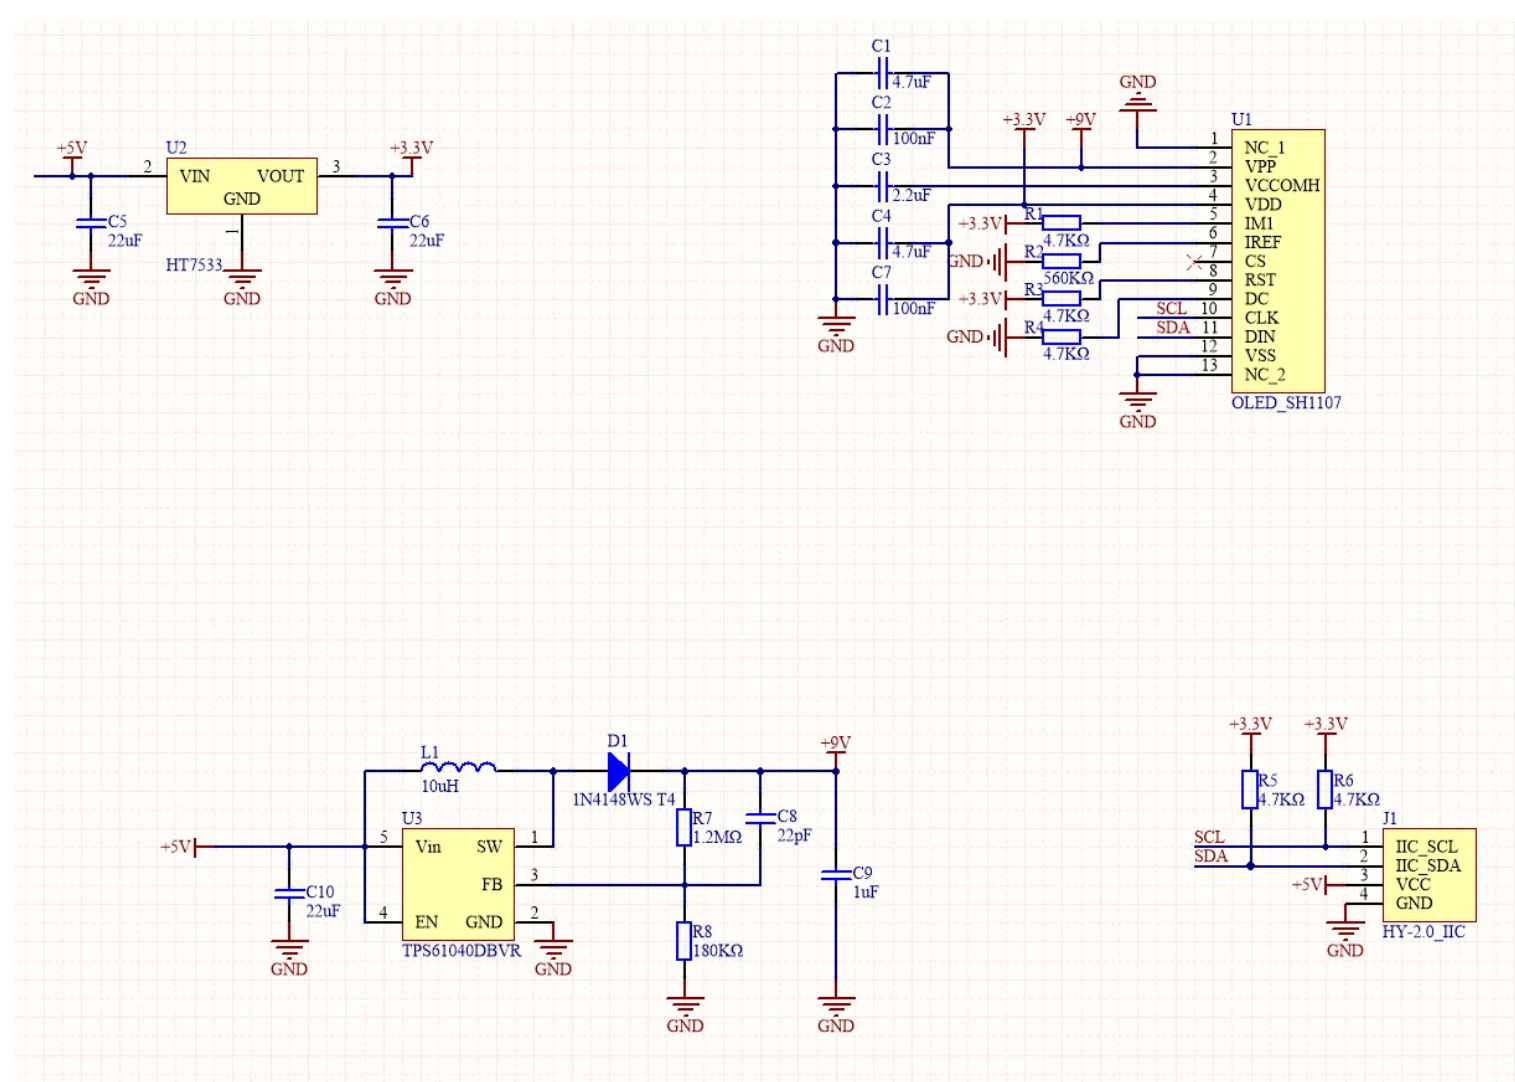 +5V
U2
2
VIN
VOUT
3
GND
1
+3.3V
C5
22uF
C6
22uF
HT7533
GND
GND
GND
C1
4.7uF
C2
100nF
C3
2.2uF
C4
4.7uF
C7
100nF
GND
+3.3V
+9V
GND
+3.3V
R1
4.7KΩ
GND
R2
560KΩ
+3.3V
R3
4.7KΩ
GND
R4
4.7KΩ
SCL
SDA
GND
U1
1 NC_1
2 VPP
3 VCCOMH
4 VDD
5 IM1
6 IREF
7 CS
8 RST
9 DC
10 CLK
11 DIN
12 VSS
13 NC_2
OLED_SH1107
+5V
C10
22uF
GND
L1
10uH
U3
5 Vin
SW 1
FB 3
4 EN
GND 2
TPS61040DBVR
GND
D1
1N4148WS T4
R7
1.2MΩ
C8
22pF
R8
180KΩ
GND
+9V
C9
1uF
GND
+3.3V
+3.3V
R5
4.7KΩ
R6
4.7KΩ
J1
SCL
SDA
+5V
1 IIC_SCL
2 IIC_SDA
3 VCC
4 GND
HY-2.0_IIC
GND